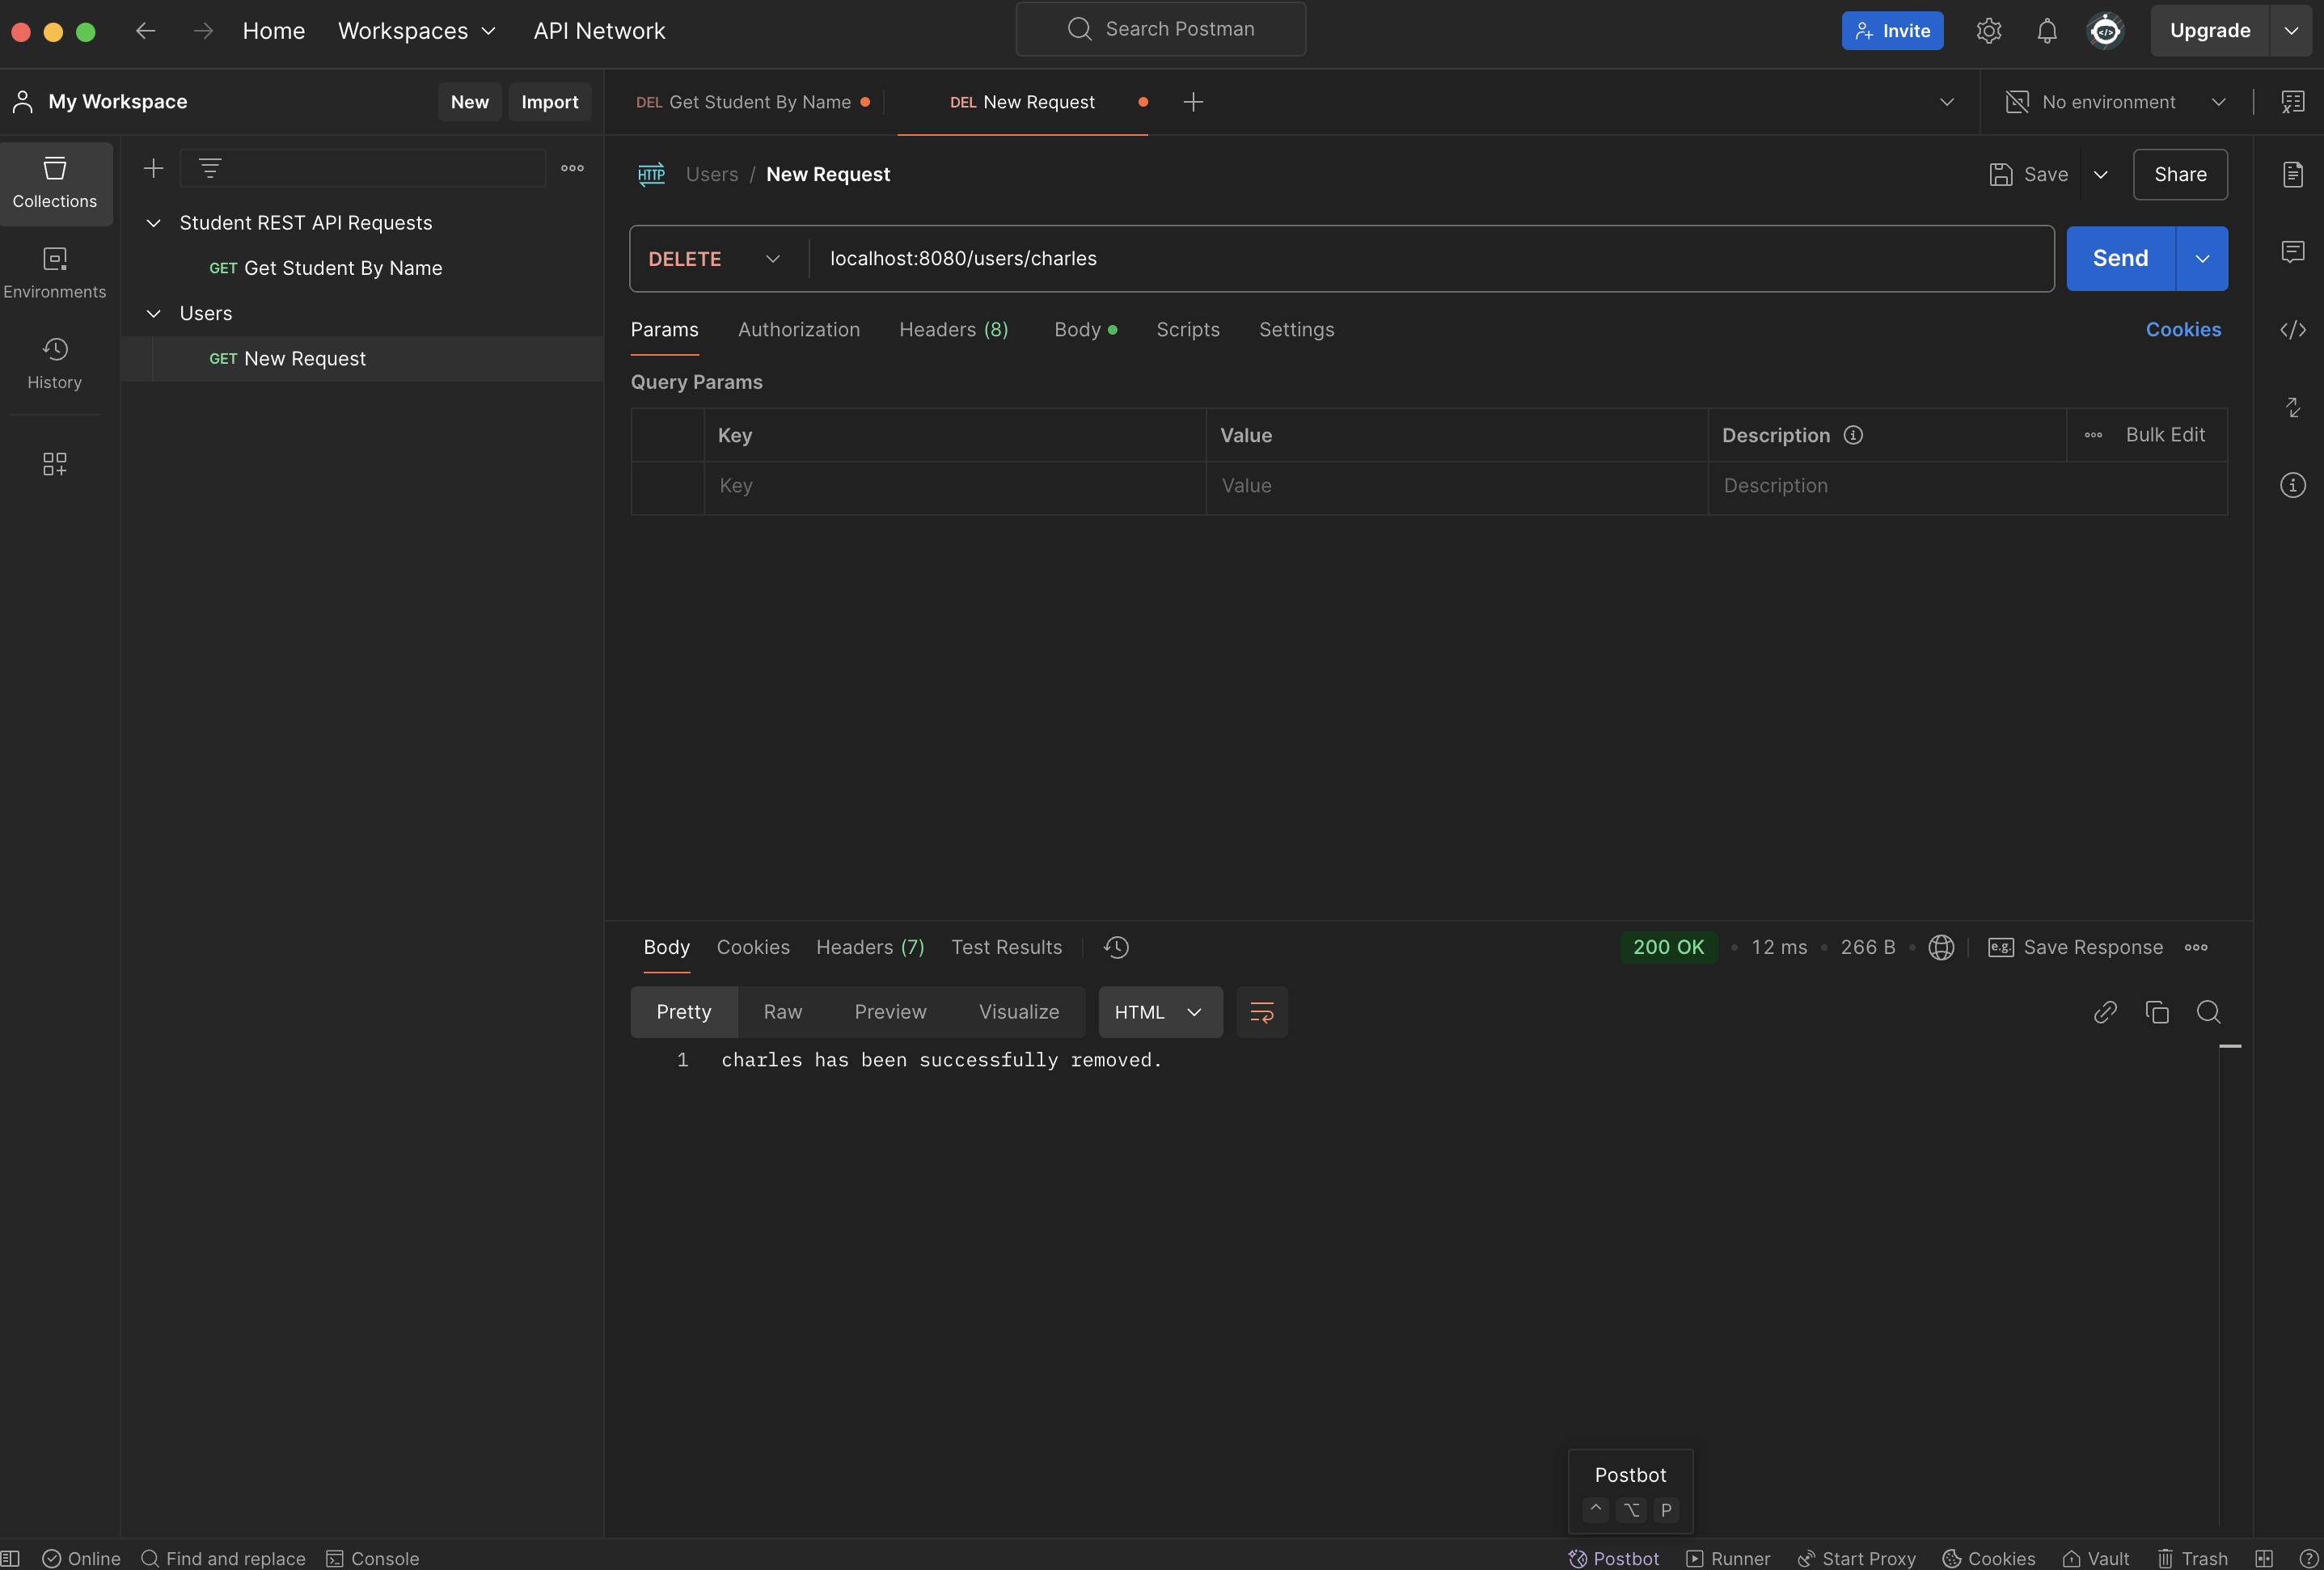 Home Workspaces API Network Search Postman Invite Upgrade
My Workspace New Import DEL Get Student By Name DEL New Request No environment
Collections
Environments
History
Student REST API Requests
GET Get Student By Name
Users
GET New Request
HTTP Users / New Request Save Share
DELETE localhost:8080/users/charles Send
Params Authorization Headers (8) Body Scripts Settings Cookies
Query Params
Key Value Description Bulk Edit
Key Value Description
Body Cookies Headers (7) Test Results 200 OK • 12 ms • 266 B • e.g. Save Response
Pretty Raw Preview Visualize HTML
1 charles has been successfully removed.
Postbot
^ ⌥ P
Online Find and replace Console Postbot Runner Start Proxy Cookies Vault Trash